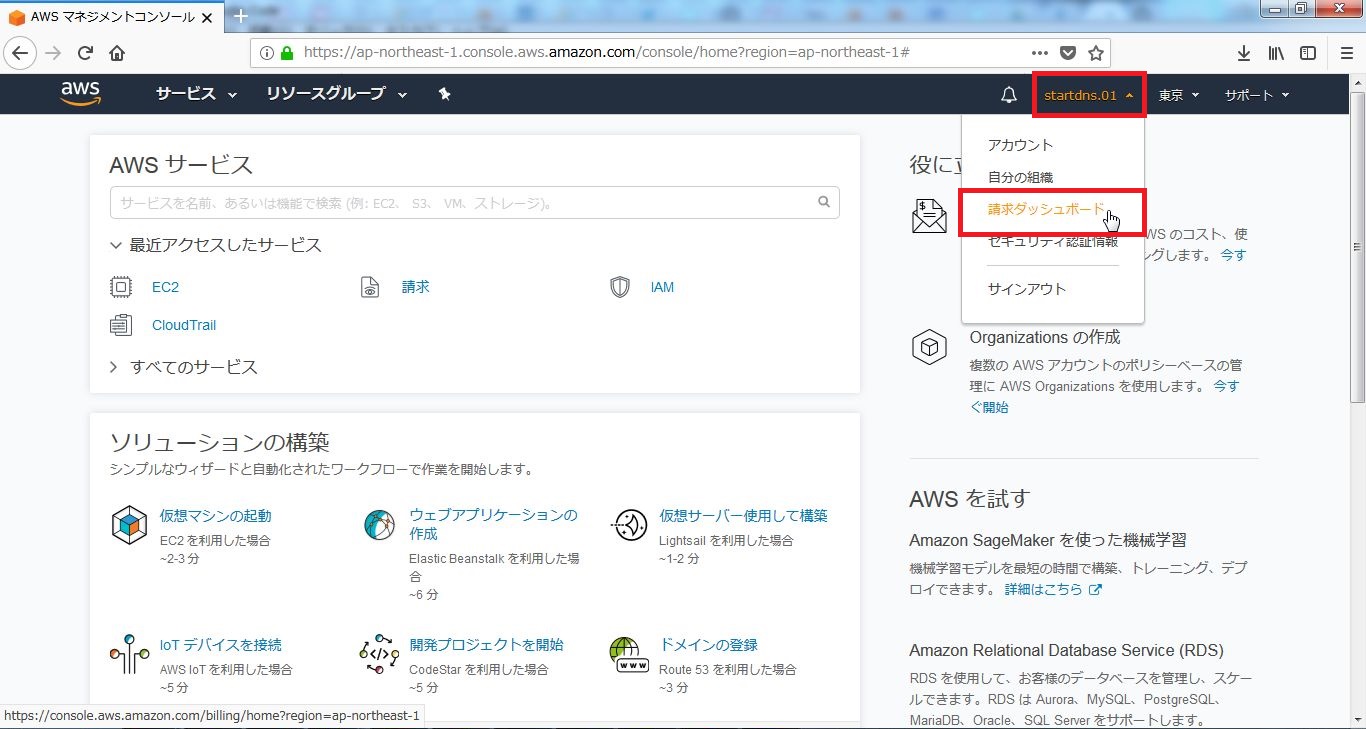 AWS マネジメントコンソール
https://ap-northeast-1.console.aws.amazon.com/console/home?region=ap-northeast-1#
aws
サービス
リソースグループ
startdns.01
東京
サポート
アカウント
自分の組織
請求ダッシュボード
セキュリティ認証情報
サインアウト
AWS サービス
サービスを名前、あるいは機能で検索 (例: EC2、 S3、 VM、ストレージ)。
最近アクセスしたサービス
EC2
請求
IAM
CloudTrail
すべてのサービス
ソリューションの構築
シンプルなウィザードと自動化されたワークフローで作業を開始します。
仮想マシンの起動
EC2 を利用した場合
~2-3 分
ウェブアプリケーションの
作成
Elastic Beanstalk を利用した場
合
~6 分
仮想サーバー使用して構築
Lightsail を利用した場合
~1-2 分
IoT デバイスを接続
AWS IoT を利用した場合
~5 分
開発プロジェクトを開始
CodeStar を利用した場合
~5 分
ドメインの登録
Route 53 を利用した場合
~3 分
役に立
WS のコスト、使
グします。 今す
Organizations の作成
複数の AWS アカウントのポリシーベースの管
理に AWS Organizations を使用します。 今す
ぐ開始
AWS を試す
Amazon SageMaker を使った機械学習
機械学習モデルを最短の時間で構築、トレーニング、デプ
ロイできます。 詳細はこちら
Amazon Relational Database Service (RDS)
RDS を使用して、お客様のデータベースを管理し、スケー
ルできます。RDS は Aurora、MySQL、PostgreSQL、
MariaDB、Oracle、SQL Server をサポートします。
https://console.aws.amazon.com/billing/home?region=ap-northeast-1